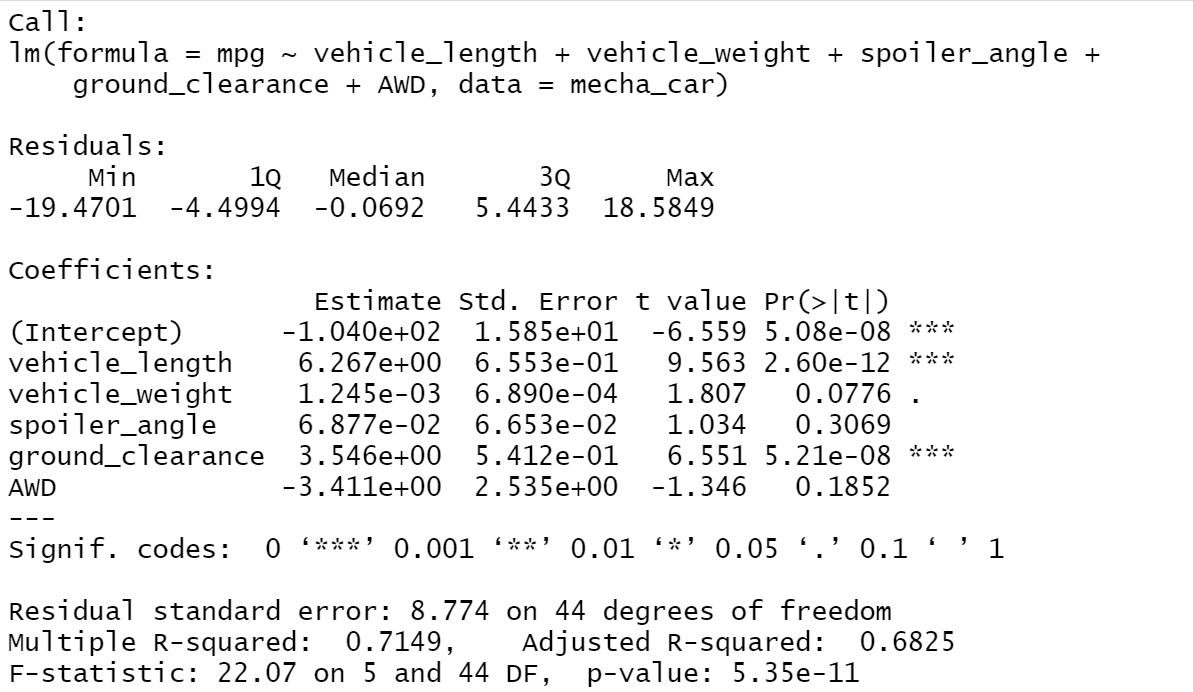 Call:
lm(formula = mpg ~ vehicle_length + vehicle_weight + spoiler_angle +
    ground_clearance + AWD, data = mecha_car)

Residuals:
     Min       1Q   Median       3Q      Max
-19.4701  -4.4994  -0.0692   5.4433  18.5849

Coefficients:
                   Estimate Std. Error t value Pr(>|t|)
(Intercept)      -1.040e+02  1.585e+01  -6.559 5.08e-08 ***
vehicle_length    6.267e+00  6.553e-01   9.563 2.60e-12 ***
vehicle_weight    1.245e-03  6.890e-04   1.807   0.0776 .
spoiler_angle     6.877e-02  6.653e-02   1.034   0.3069
ground_clearance  3.546e+00  5.412e-01   6.551 5.21e-08 ***
AWD              -3.411e+00  2.535e+00  -1.346   0.1852
---
Signif. codes:  0 ‘***’ 0.001 ‘**’ 0.01 ‘*’ 0.05 ‘.’ 0.1 ‘ ’ 1

Residual standard error: 8.774 on 44 degrees of freedom
Multiple R-squared:  0.7149,    Adjusted R-squared:  0.6825
F-statistic: 22.07 on 5 and 44 DF,  p-value: 5.35e-11